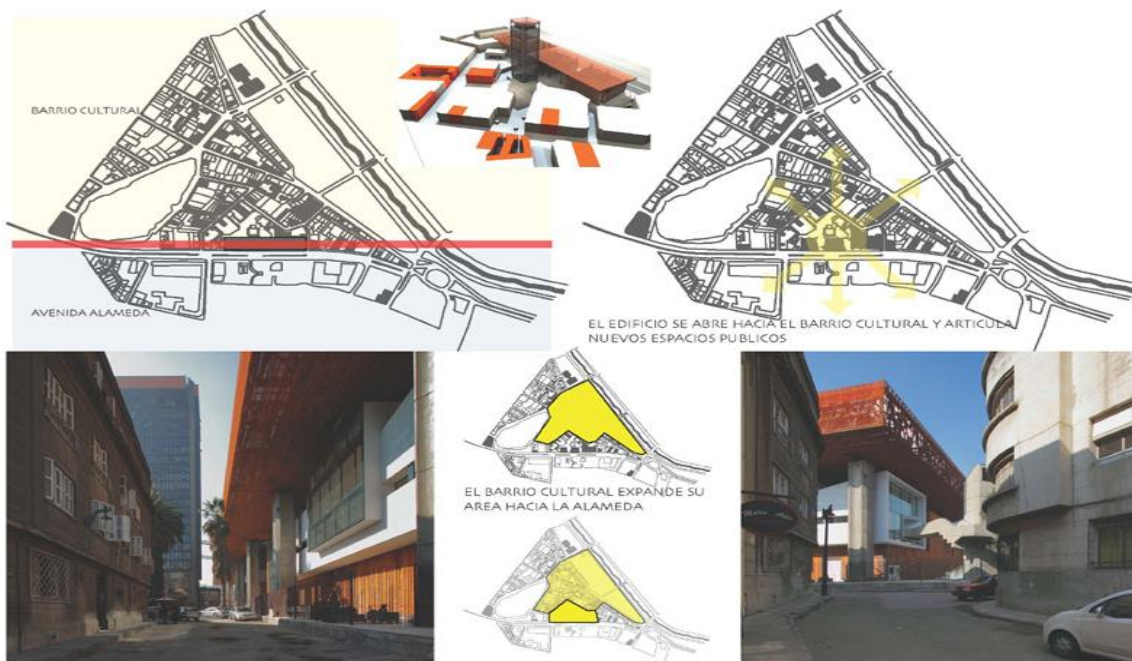 BARRIO CULTURAL
AVENIDA ALAMEDA
EL EDIFICIO SE ABRE HACIA EL BARRIO CULTURAL Y ARTICULA
NUEVOS ESPACIOS PUBLICOS
EL BARRIO CULTURAL EXPANDE SU
AREA HACIA LA ALAMEDA